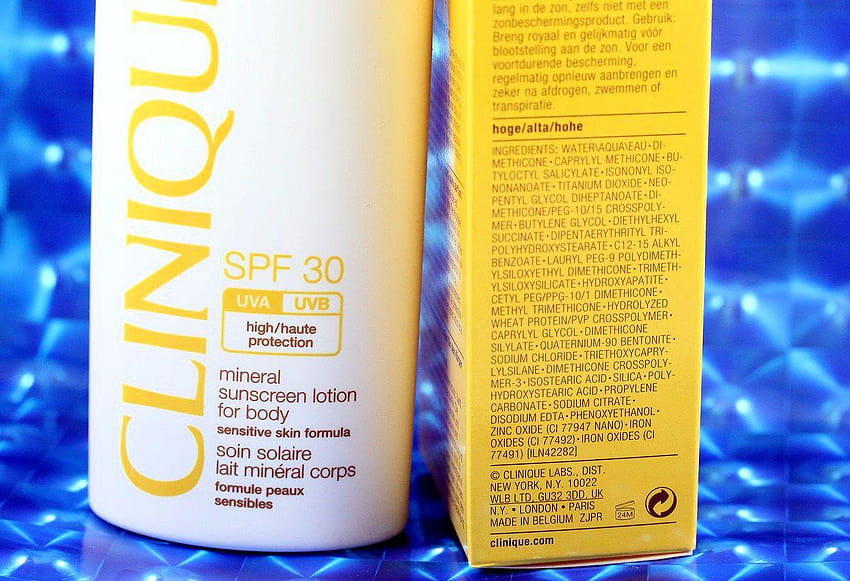 CLINIQU
SPF 30
UVA UVB
high/haute
protection
mineral
sunscreen lotion
for body
sensitive skin formula
soin solaire
lait minéral corps
formule peaux
sensibles
lang in de zon, zelfs niet met een
zonbeschermingsproduct. Gebruik:
Breng royaal en gelijkmatig vóór
blootstelling aan de zon. Voor een
voortdurende bescherming,
regelmatig opnieuw aanbrengen en
zeker na afdrogen, zwemmen of
transpiratie.
hoge/alta/hohe
INGREDIENTS: WATER\AQUA\EAU • DI-
METHICONE • CAPRYLYL METHICONE • BU-
TYLOCTYL SALICYLATE • ISONONYL ISO-
NONANOATE • TITANIUM DIOXIDE • NEO-
PENTYL GLYCOL DIHEPTANOATE • DI-
METHICONE/PEG-10/15 CROSSPOLY-
MER • BUTYLENE GLYCOL • DIETHYLHEXYL
SUCCINATE • DIPENTAERYTHRITYL TRI-
POLYHYDROXYSTEARATE • C12-15 ALKYL
BENZOATE • LAURYL PEG-9 POLYDIMETH-
YLSILOXYETHYL DIMETHICONE • TRIMETH-
YLSILOXYSILICATE • HYDROXYAPATITE •
CETYL PEG/PPG-10/1 DIMETHICONE •
METHYL TRIMETHICONE • HYDROLYZED
WHEAT PROTEIN/PVP CROSSPOLYMER •
CAPRYLYL GLYCOL • DIMETHICONE
SILYLATE • QUATERNIUM-90 BENTONITE •
SODIUM CHLORIDE • TRIETHOXYCAPRY-
LYLSILANE • DIMETHICONE CROSSPOLY-
MER-3 • ISOSTEARIC ACID • SILICA • POLY-
HYDROXYSTEARIC ACID • PROPYLENE
CARBONATE • SODIUM CITRATE •
DISODIUM EDTA • PHENOXYETHANOL •
ZINC OXIDE (CI 77947 NANO) • IRON
OXIDES (CI 77492) • IRON OXIDES (CI
77491) [ILN42282]
© CLINIQUE LABS., DIST.
NEW YORK, N.Y. 10022
WLB LTD, GU32 3DD, UK
N.Y. • LONDON • PARIS
MADE IN BELGIUM ZJPR
24M
clinique.com